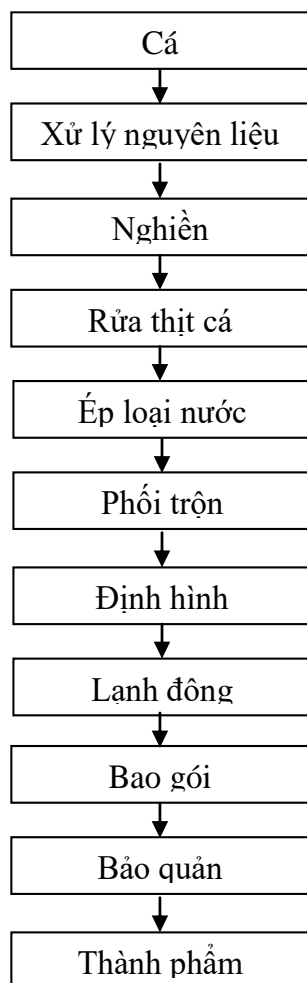 Cá
Xử lý nguyên liệu
Nghiền
Rửa thịt cá
Ép loại nước
Phối trộn
Định hình
Lạnh đông
Bao gói
Bảo quản
Thành phẩm